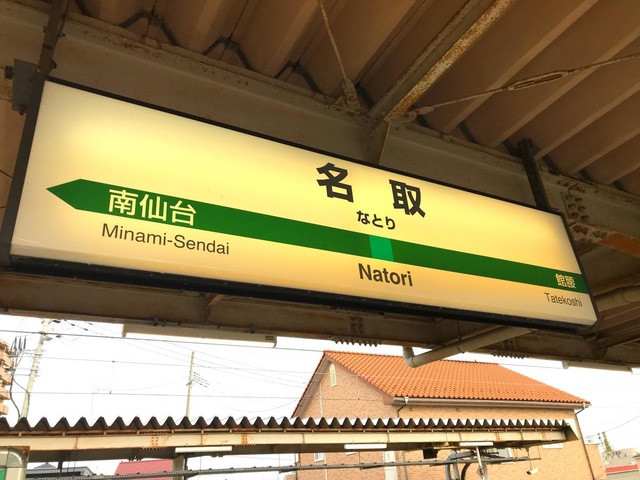 名取
なとり
南仙台
Minami-Sendai
Natori
館腰
Tatekoshi